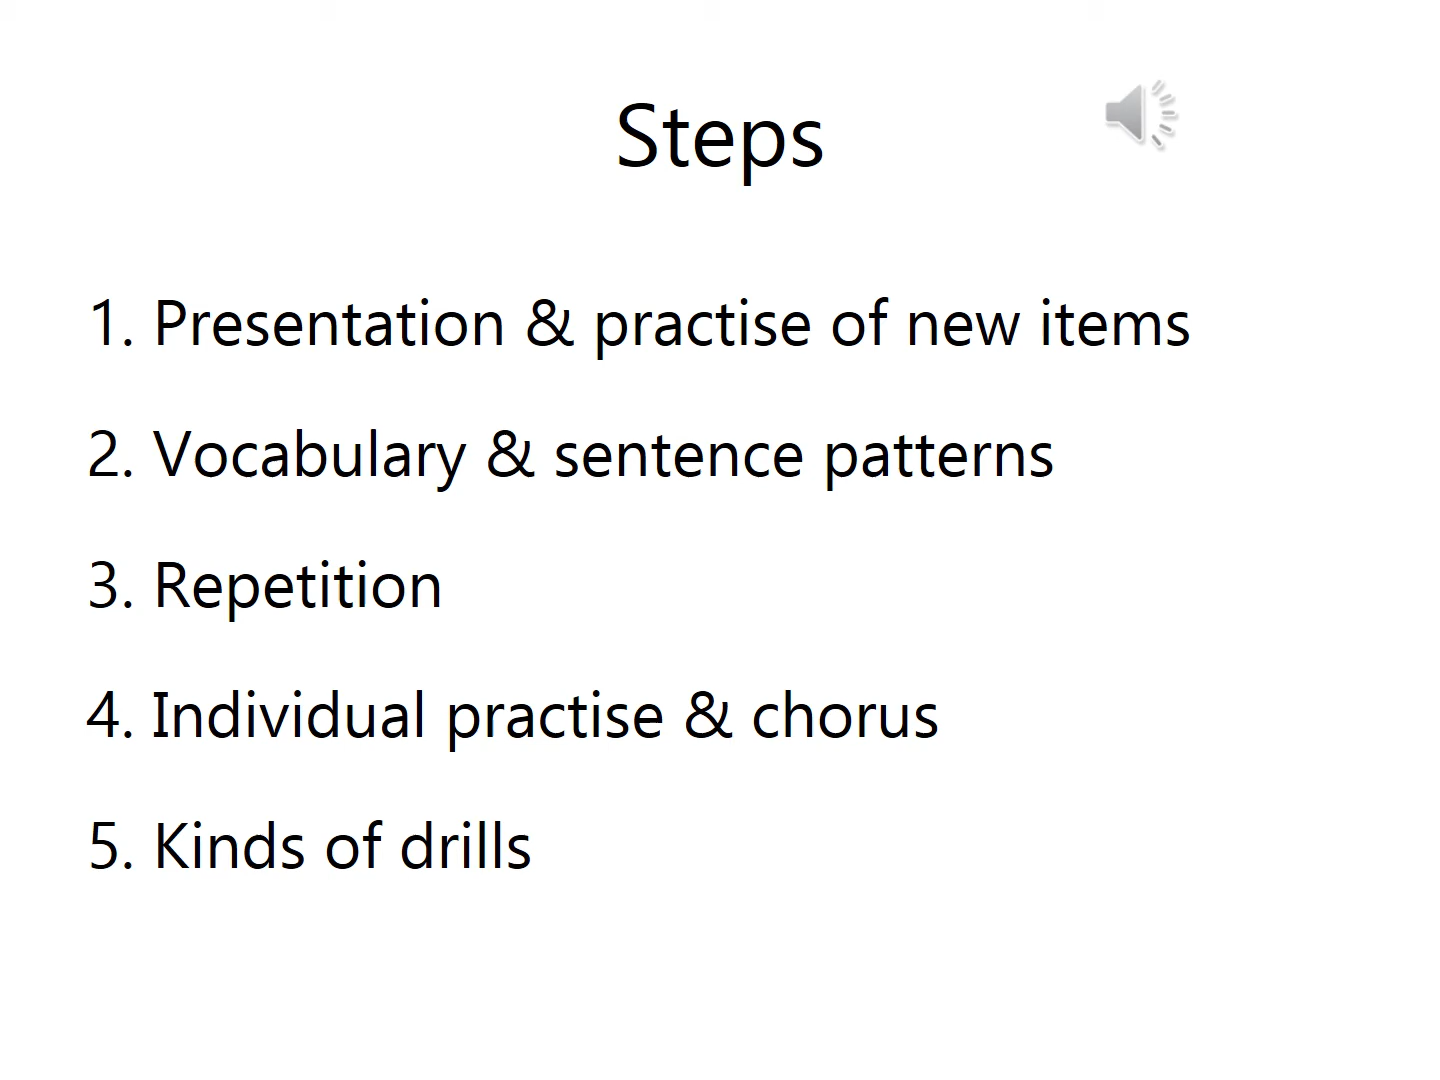 Steps
1. Presentation & practise of new items
2. Vocabulary & sentence patterns
3. Repetition
4. Individual practise & chorus
5. Kinds of drills